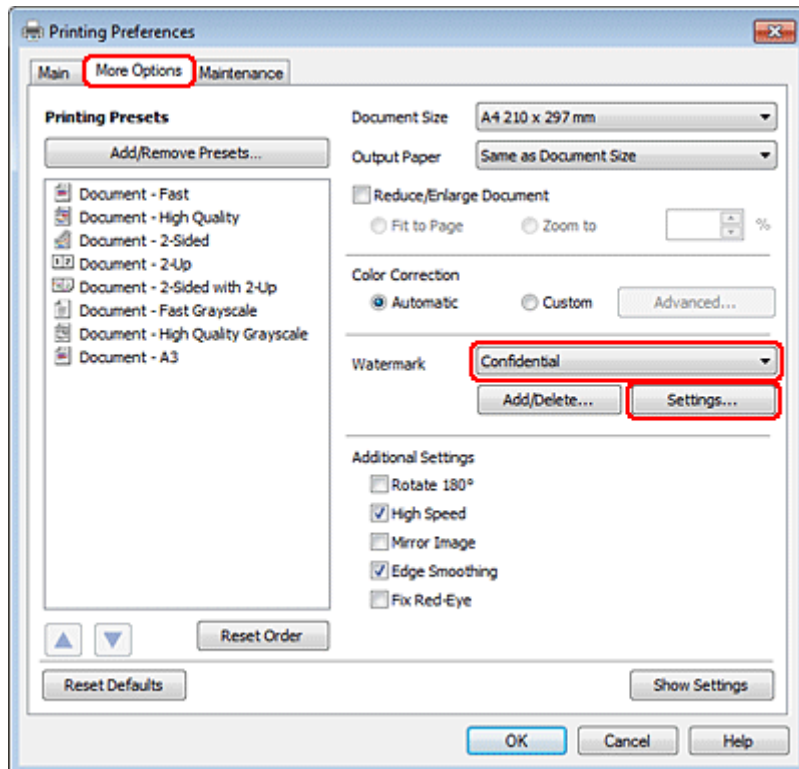 Printing Preferences
Main
More Options
Maintenance
Printing Presets
Add/Remove Presets...
Document - Fast
Document - High Quality
Document - 2-Sided
Document - 2-Up
Document - 2-Sided with 2-Up
Document - Fast Grayscale
Document - High Quality Grayscale
Document - A3
Reset Order
Document Size
A4 210 x 297 mm
Output Paper
Same as Document Size
Reduce/Enlarge Document
Fit to Page
Zoom to
%
Color Correction
Automatic
Custom
Advanced...
Watermark
Confidential
Add/Delete...
Settings...
Additional Settings
Rotate 180°
High Speed
Mirror Image
Edge Smoothing
Fix Red-Eye
Reset Defaults
Show Settings
OK
Cancel
Help